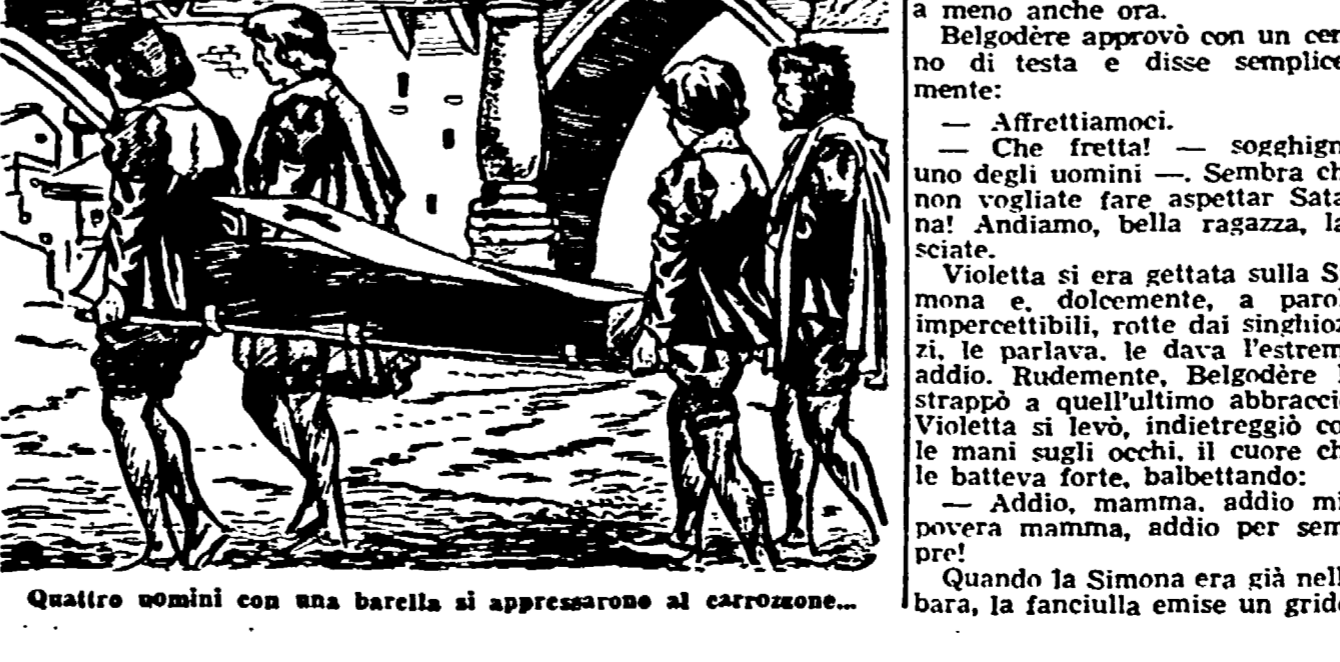 Quattro uomini con una barella si appressarono al carrozzone...
a meno anche ora.
Belgodère approvò con un cen
no di testa e disse semplice
mente:
— Affrettiamoci.
— Che fretta! — sogghign
uno degli uomini —. Sembra ch
non vogliate fare aspettar Sata
na! Andiamo, bella ragazza, la
sciate.
Violetta si era gettata sulla S
mona e, dolcemente, a paro
impercettibili, rotte dai singhioz
zi, le parlava, le dava l'estrem
addio. Rudemente, Belgodère l
strappò a quell'ultimo abbracci
Violetta si levò, indietreggiò co
le mani sugli occhi, il cuore ch
le batteva forte, balbettando:
— Addio, mamma, addio mi
povera mamma, addio per sem
pre!
Quando la Simona era già nell
bara, la fanciulla emise un grido